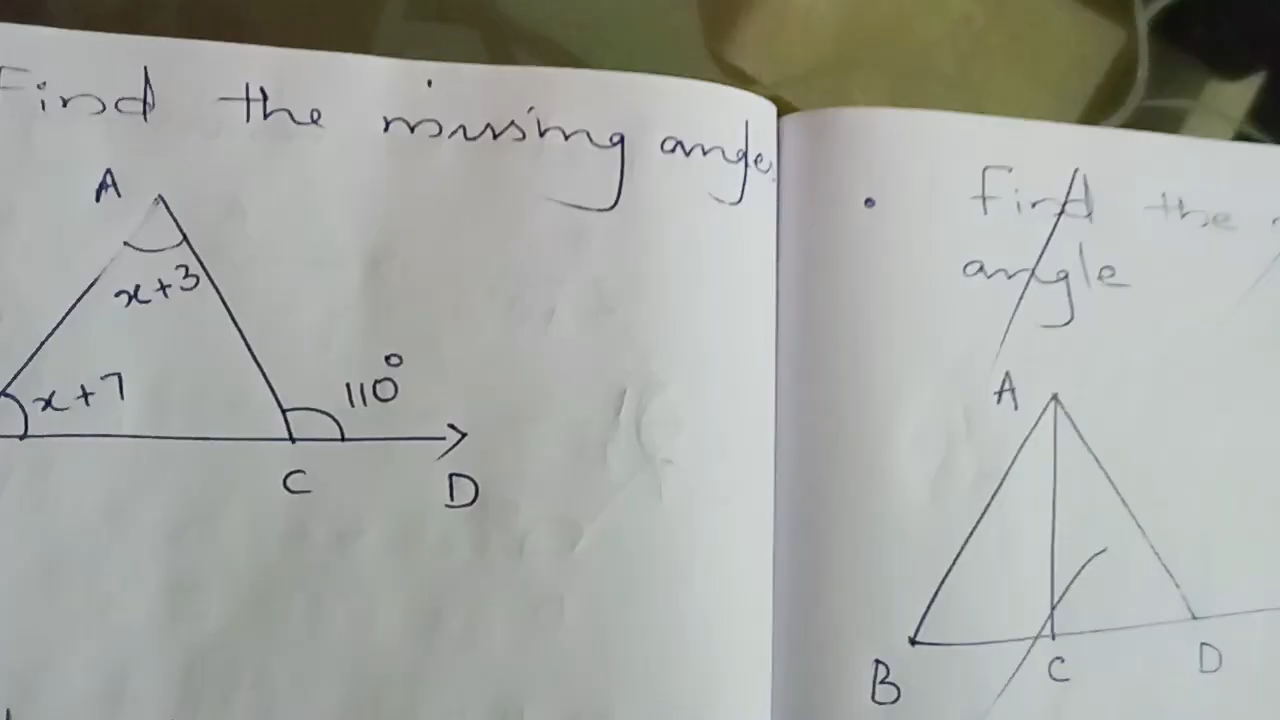 Find the missing angle.
A
x+3
x+7
110°
C
D
Find the
angle
A
B
C
D